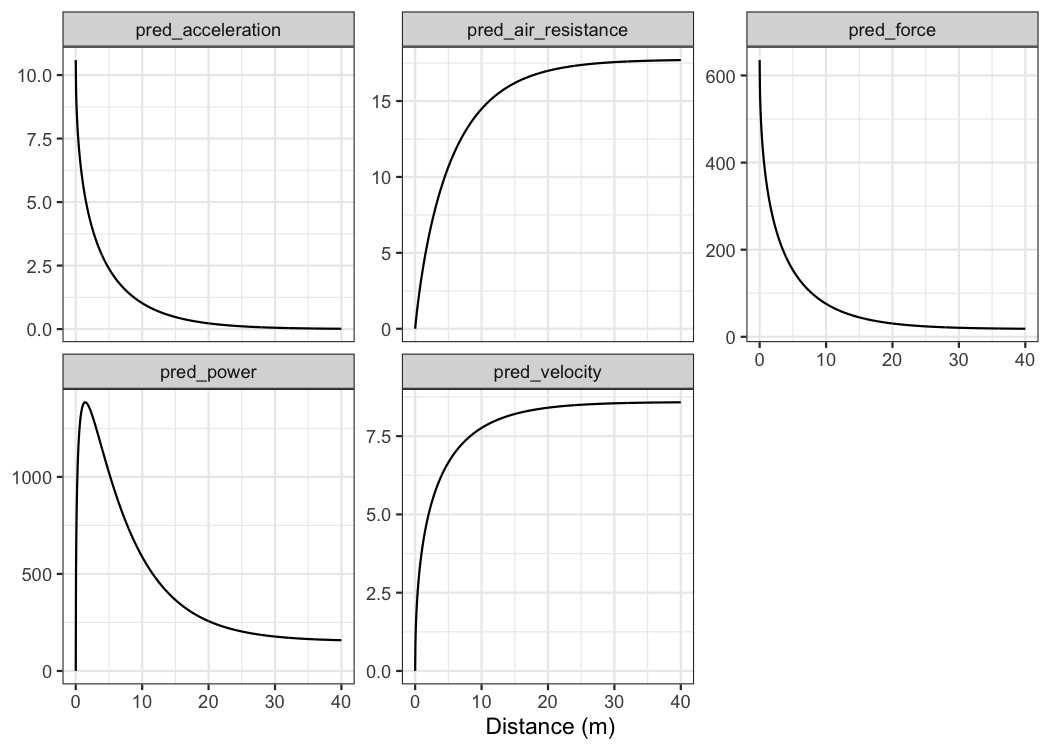 pred_acceleration
10.0
7.5
5.0
2.5
0.0
pred_air_resistance
15
10
5
0
pred_force
600
400
200
0
0 10 20 30 40
pred_power
1000
500
0
0 10 20 30 40
pred_velocity
7.5
5.0
2.5
0.0
0 10 20 30 40
Distance (m)